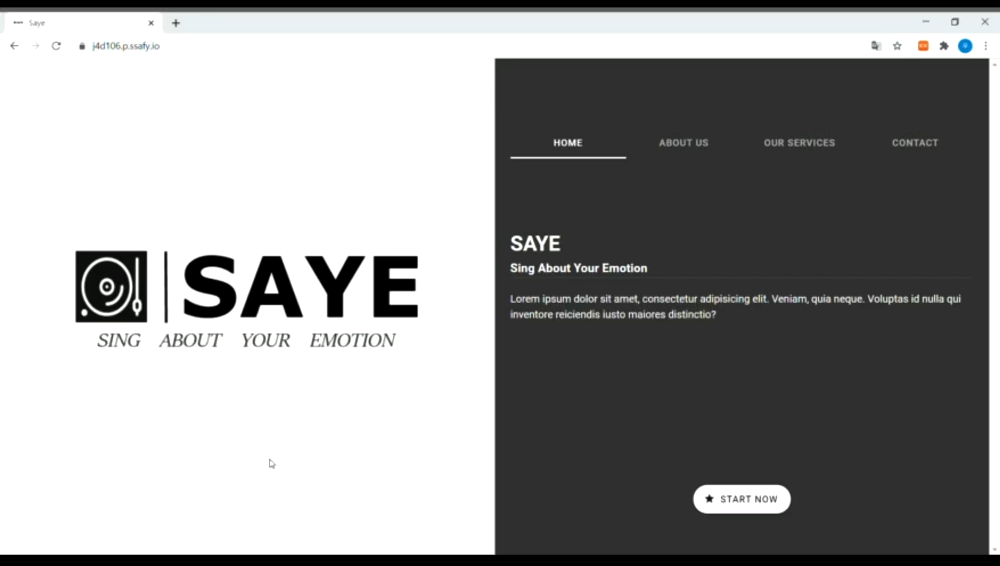 Saye
j4d106.p.ssafy.io
SAYE
SING ABOUT YOUR EMOTION
HOME ABOUT US OUR SERVICES CONTACT
SAYE
Sing About Your Emotion
Lorem ipsum dolor sit amet, consectetur adipisicing elit. Veniam, quia neque. Voluptas id nulla qui
inventore reiciendis iusto maiores distinctio?
START NOW